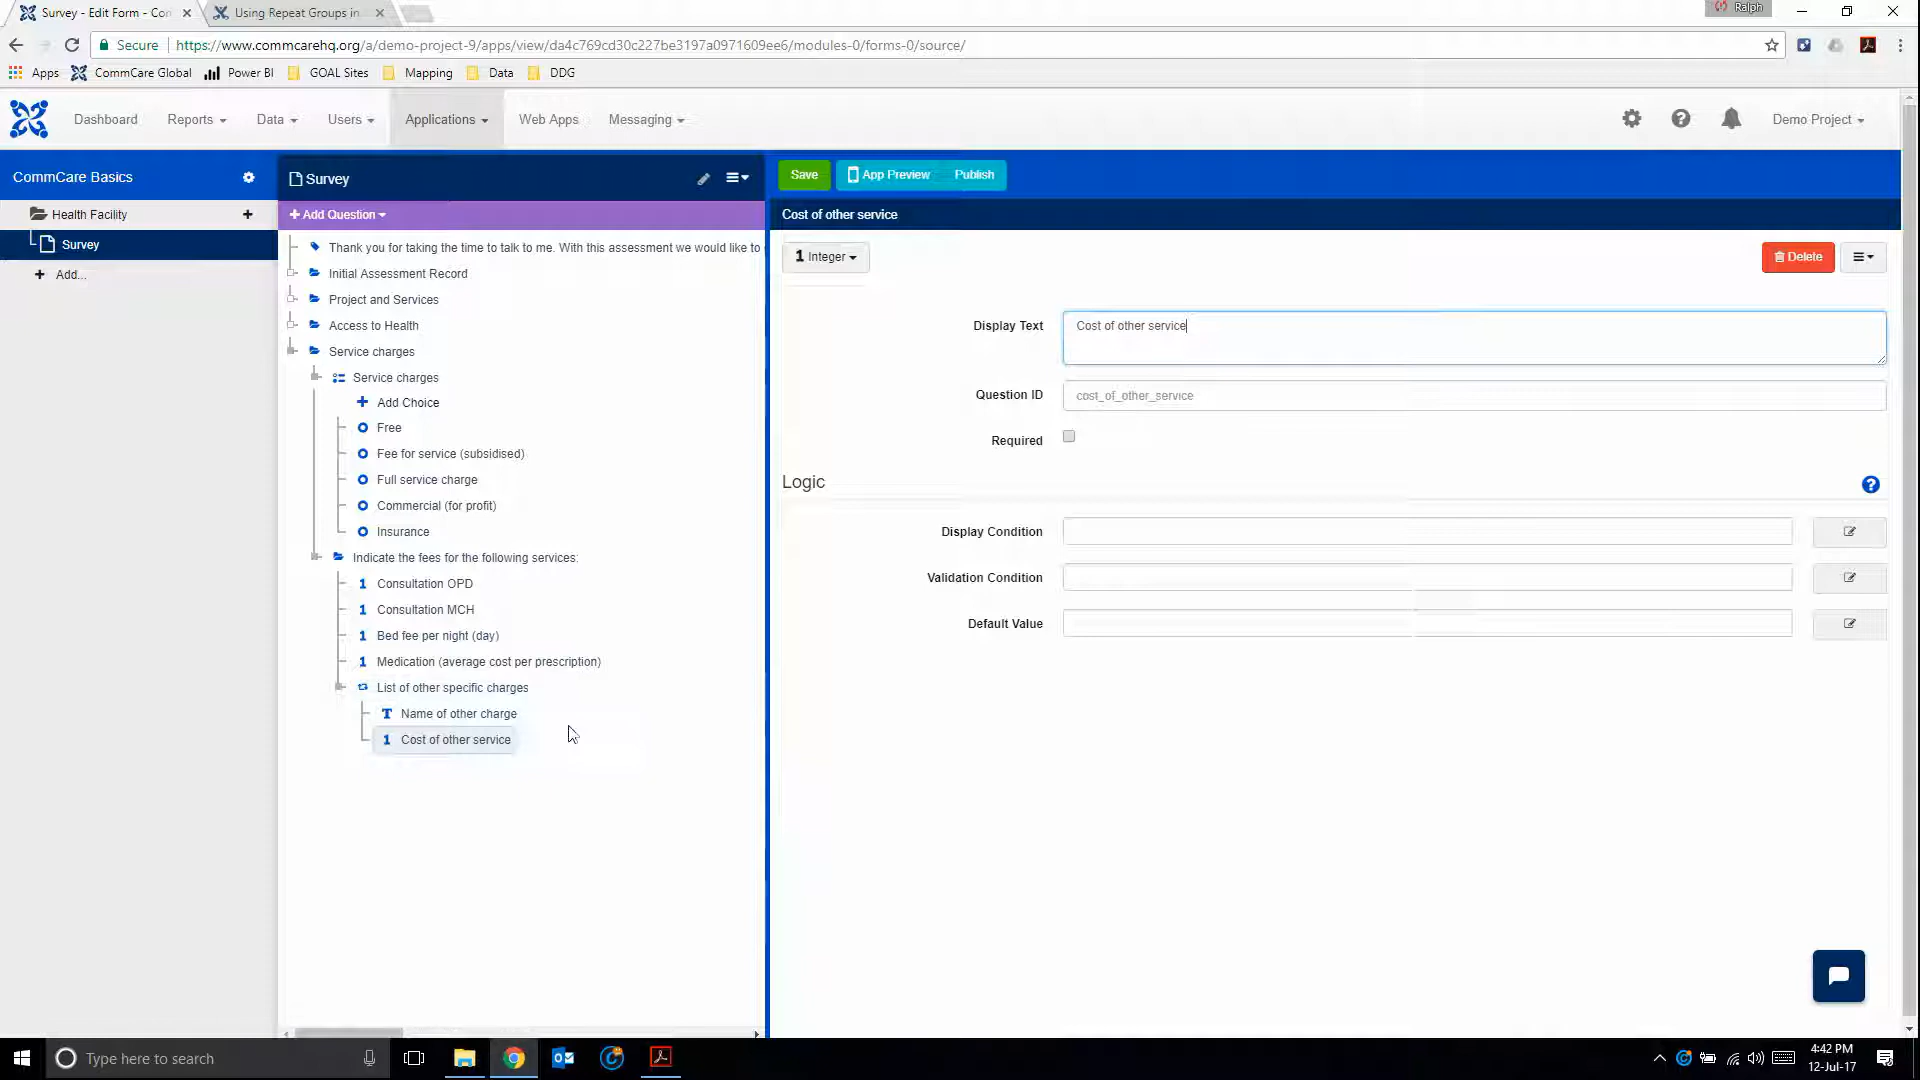 Survey - Edit Form - Con
Using Repeat Groups in
Ralph
Secure
https://www.commcarehq.org/a/demo-project-9/apps/view/da4c769cd30c227be3197a0971609ee6/modules-0/forms-0/source/
Apps
CommCare Global
Power BI
GOAL Sites
Mapping
Data
DDG
Dashboard
Reports
Data
Users
Applications
Web Apps
Messaging
Demo Project
CommCare Basics
Health Facility
Survey
Add...
Survey
Add Question
Thank you for taking the time to talk to me. With this assessment we would like to
Initial Assessment Record
Project and Services
Access to Health
Service charges
Service charges
Add Choice
Free
Fee for service (subsidised)
Full service charge
Commercial (for profit)
Insurance
Indicate the fees for the following services:
1 Consultation OPD
1 Consultation MCH
1 Bed fee per night (day)
1 Medication (average cost per prescription)
List of other specific charges
T Name of other charge
1 Cost of other service
Save
App Preview
Publish
Cost of other service
1 Integer
Delete
Display Text
Cost of other service
Question ID
cost_of_other_service
Required
Logic
Display Condition
Validation Condition
Default Value
Type here to search
4:42 PM
12-Jul-17